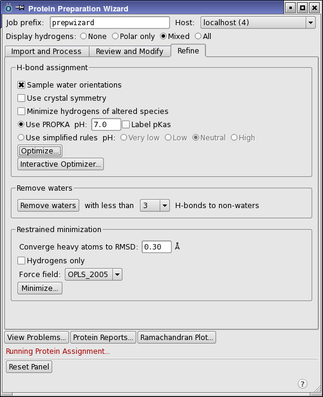 Protein Preparation Wizard
Job prefix: prepwizard Host: localhost (4)
Display hydrogens: None Polar only Mixed All
Import and Process Review and Modify Refine
H-bond assignment
Sample water orientations
Use crystal symmetry
Minimize hydrogens of altered species
Use PROPKA pH: 7.0 Label pKas
Use simplified rules pH: Very low Low Neutral High
Optimize...
Interactive Optimizer...
Remove waters
Remove waters with less than 3 H-bonds to non-waters
Restrained minimization
Converge heavy atoms to RMSD: 0.30 Å
Hydrogens only
Force field: OPLS_2005
Minimize...
View Problems... Protein Reports... Ramachandran Plot...
Running Protein Assignment...
Reset Panel
?